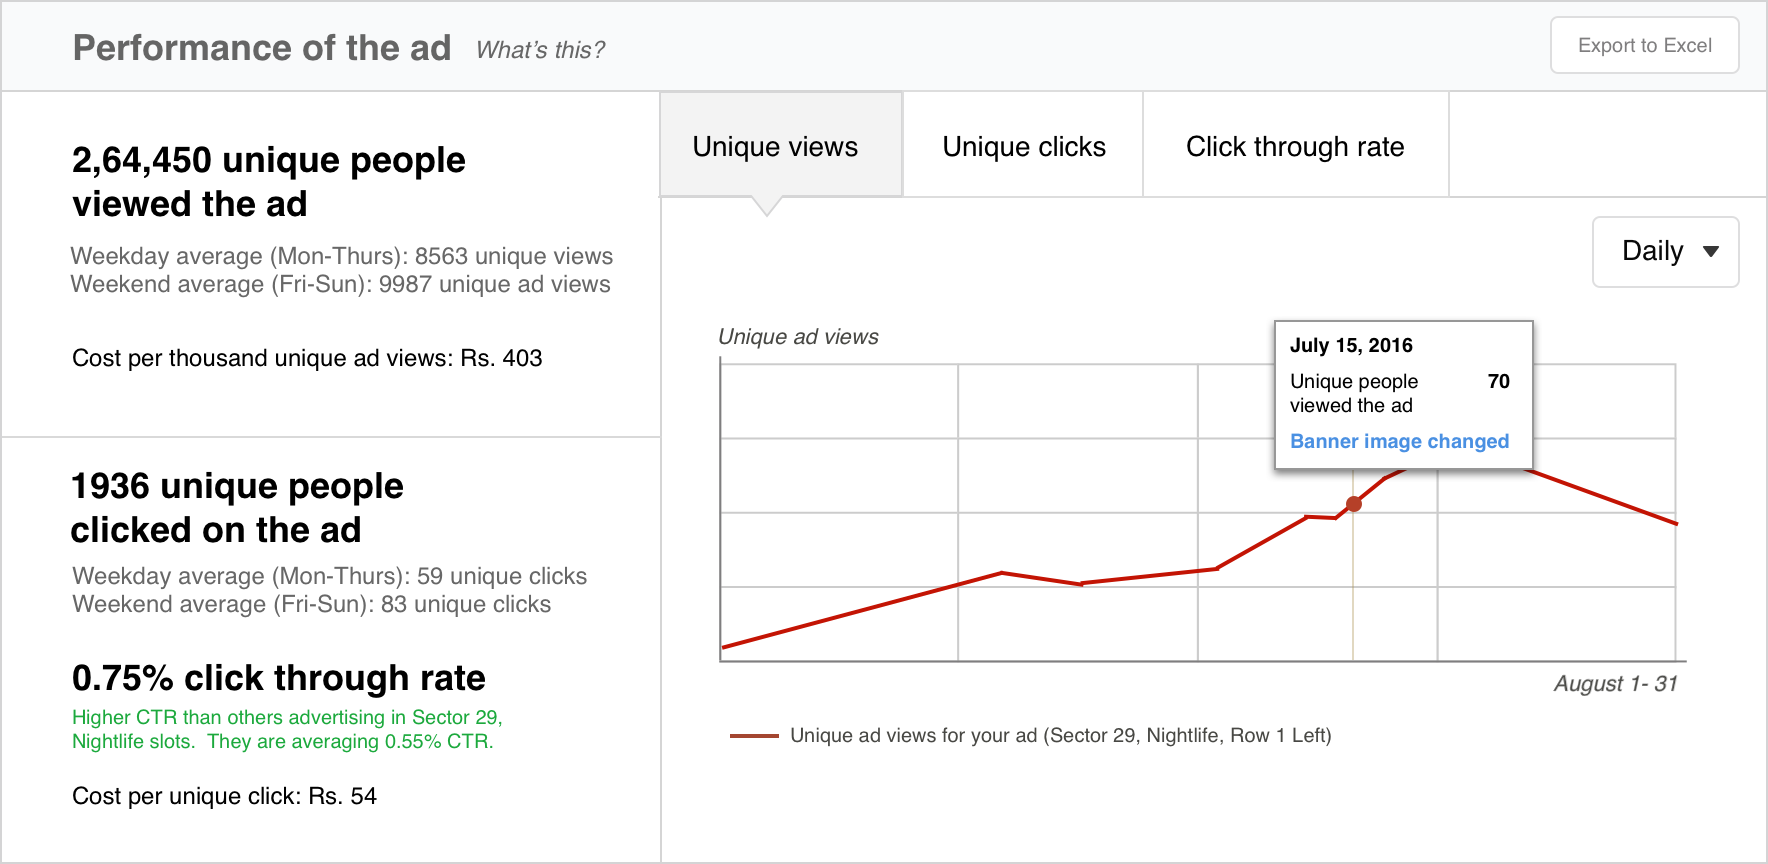 Performance of the ad What's this?
Export to Excel
2,64,450 unique people
viewed the ad
Weekday average (Mon-Thurs): 8563 unique views
Weekend average (Fri-Sun): 9987 unique ad views
Cost per thousand unique ad views: Rs. 403
1936 unique people
clicked on the ad
Weekday average (Mon-Thurs): 59 unique clicks
Weekend average (Fri-Sun): 83 unique clicks
0.75% click through rate
Higher CTR than others advertising in Sector 29,
Nightlife slots.  They are averaging 0.55% CTR.
Cost per unique click: Rs. 54
Unique views
Unique clicks
Click through rate
Daily
Unique ad views
July 15, 2016
Unique people 70
viewed the ad
Banner image changed
August 1- 31
Unique ad views for your ad (Sector 29, Nightlife, Row 1 Left)